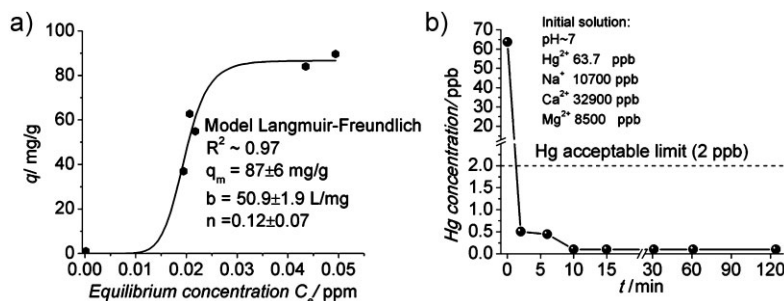 a)
q/ mg/g
100
80
60
40
20
0
Model Langmuir-Freundlich
R² ~ 0.97
qₘ = 87±6 mg/g
b = 50.9±1.9 L/mg
n =0.12±0.07
0.00 0.01 0.02 0.03 0.04 0.05
Equilibrium concentration Cₑ/ ppm
b)
Hg concentration/ ppb
70
60
50
40
30
2.0
1.5
1.0
0.5
0.0
Initial solution:
pH~7
Hg²⁺ 63.7 ppb
Na⁺ 10700 ppb
Ca²⁺ 32900 ppb
Mg²⁺ 8500 ppb
Hg acceptable limit (2 ppb)
0 5 10 15 30 60 90 120
t/ min